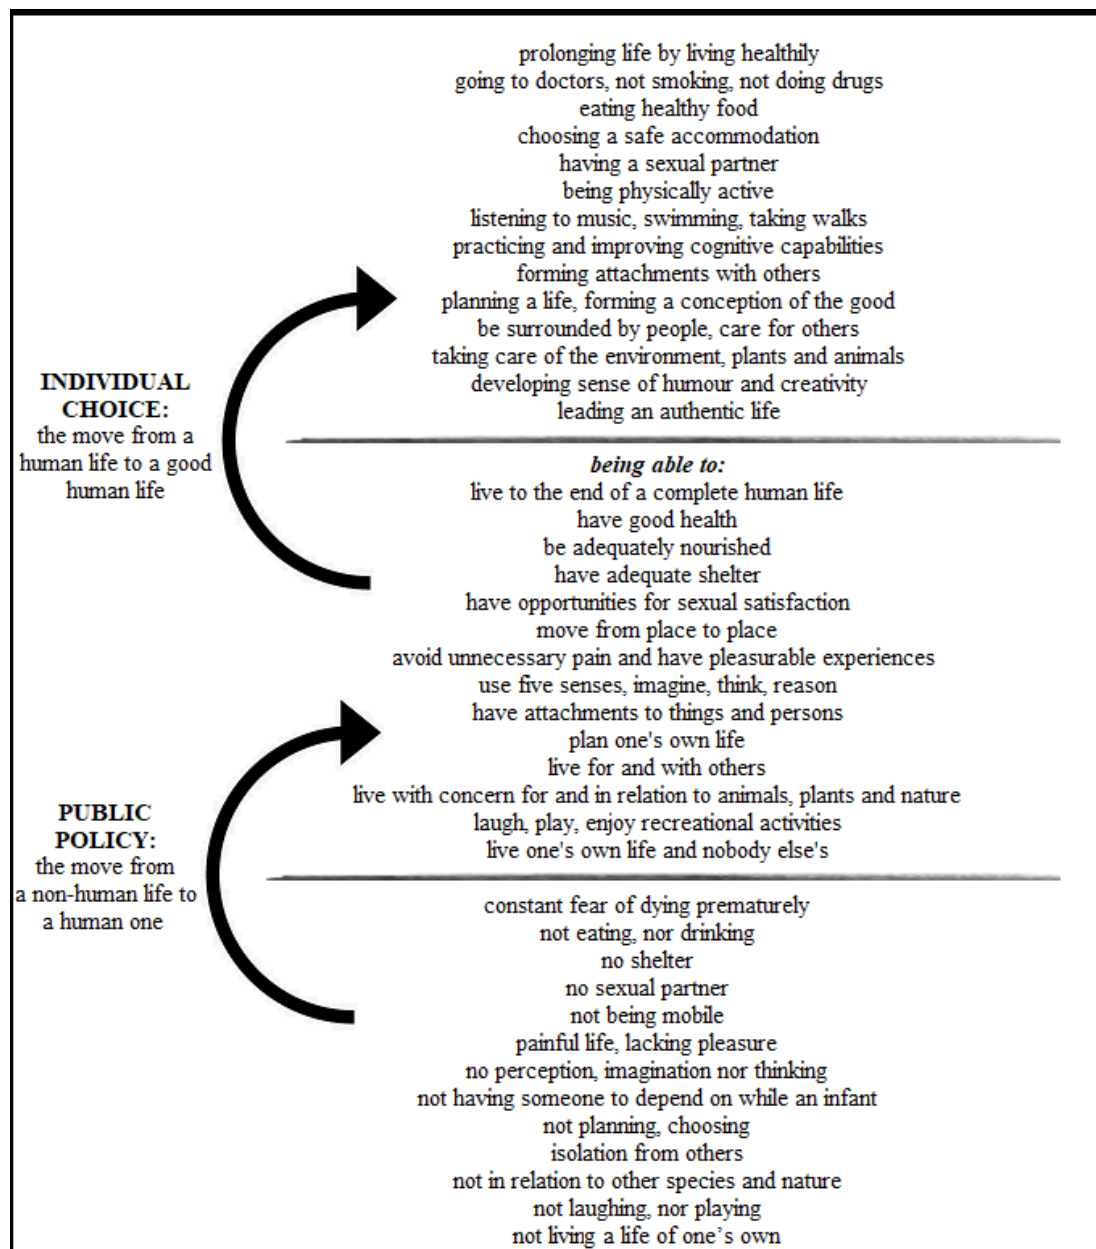 prolonging life by living healthily
going to doctors, not smoking, not doing drugs
eating healthy food
choosing a safe accommodation
having a sexual partner
being physically active
listening to music, swimming, taking walks
practicing and improving cognitive capabilities
forming attachments with others
planning a life, forming a conception of the good
be surrounded by people, care for others
taking care of the environment, plants and animals
developing sense of humour and creativity
leading an authentic life
INDIVIDUAL
CHOICE:
the move from a
human life to a good
human life
being able to:
live to the end of a complete human life
have good health
be adequately nourished
have adequate shelter
have opportunities for sexual satisfaction
move from place to place
avoid unnecessary pain and have pleasurable experiences
use five senses, imagine, think, reason
have attachments to things and persons
plan one's own life
live for and with others
live with concern for and in relation to animals, plants and nature
laugh, play, enjoy recreational activities
live one's own life and nobody else's
PUBLIC
POLICY:
the move from
a non-human life to
a human one
constant fear of dying prematurely
not eating, nor drinking
no shelter
no sexual partner
not being mobile
painful life, lacking pleasure
no perception, imagination nor thinking
not having someone to depend on while an infant
not planning, choosing
isolation from others
not in relation to other species and nature
not laughing, nor playing
not living a life of one’s own